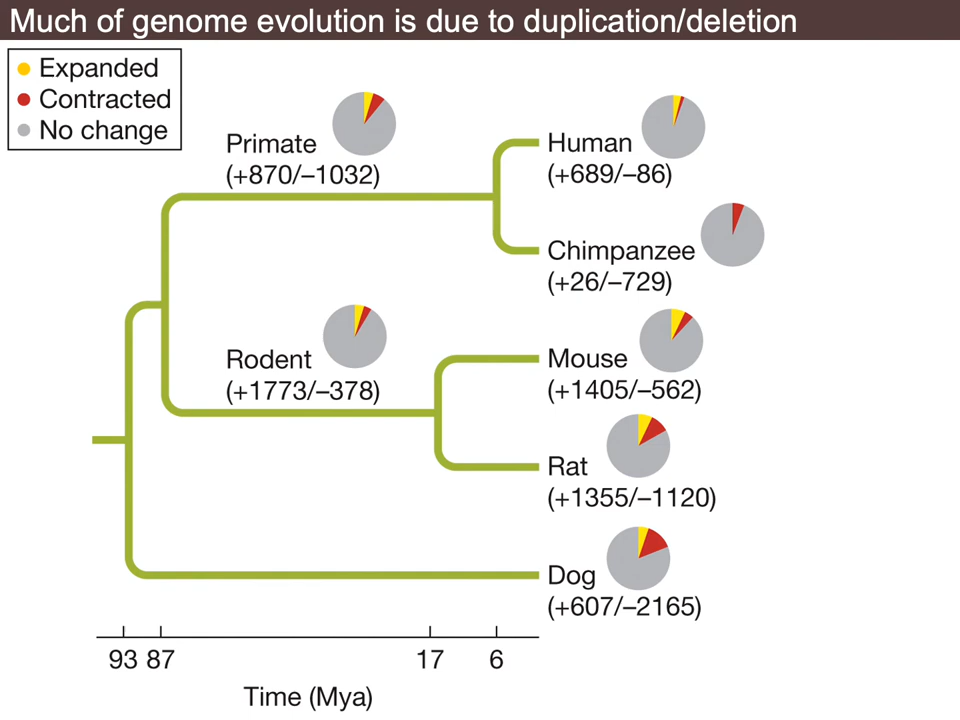 Much of genome evolution is due to duplication/deletion
Expanded
Contracted
No change
Primate
(+870/–1032)
Human
(+689/–86)
Chimpanzee
(+26/–729)
Rodent
(+1773/–378)
Mouse
(+1405/–562)
Rat
(+1355/–1120)
Dog
(+607/–2165)
93 87 17 6
Time (Mya)